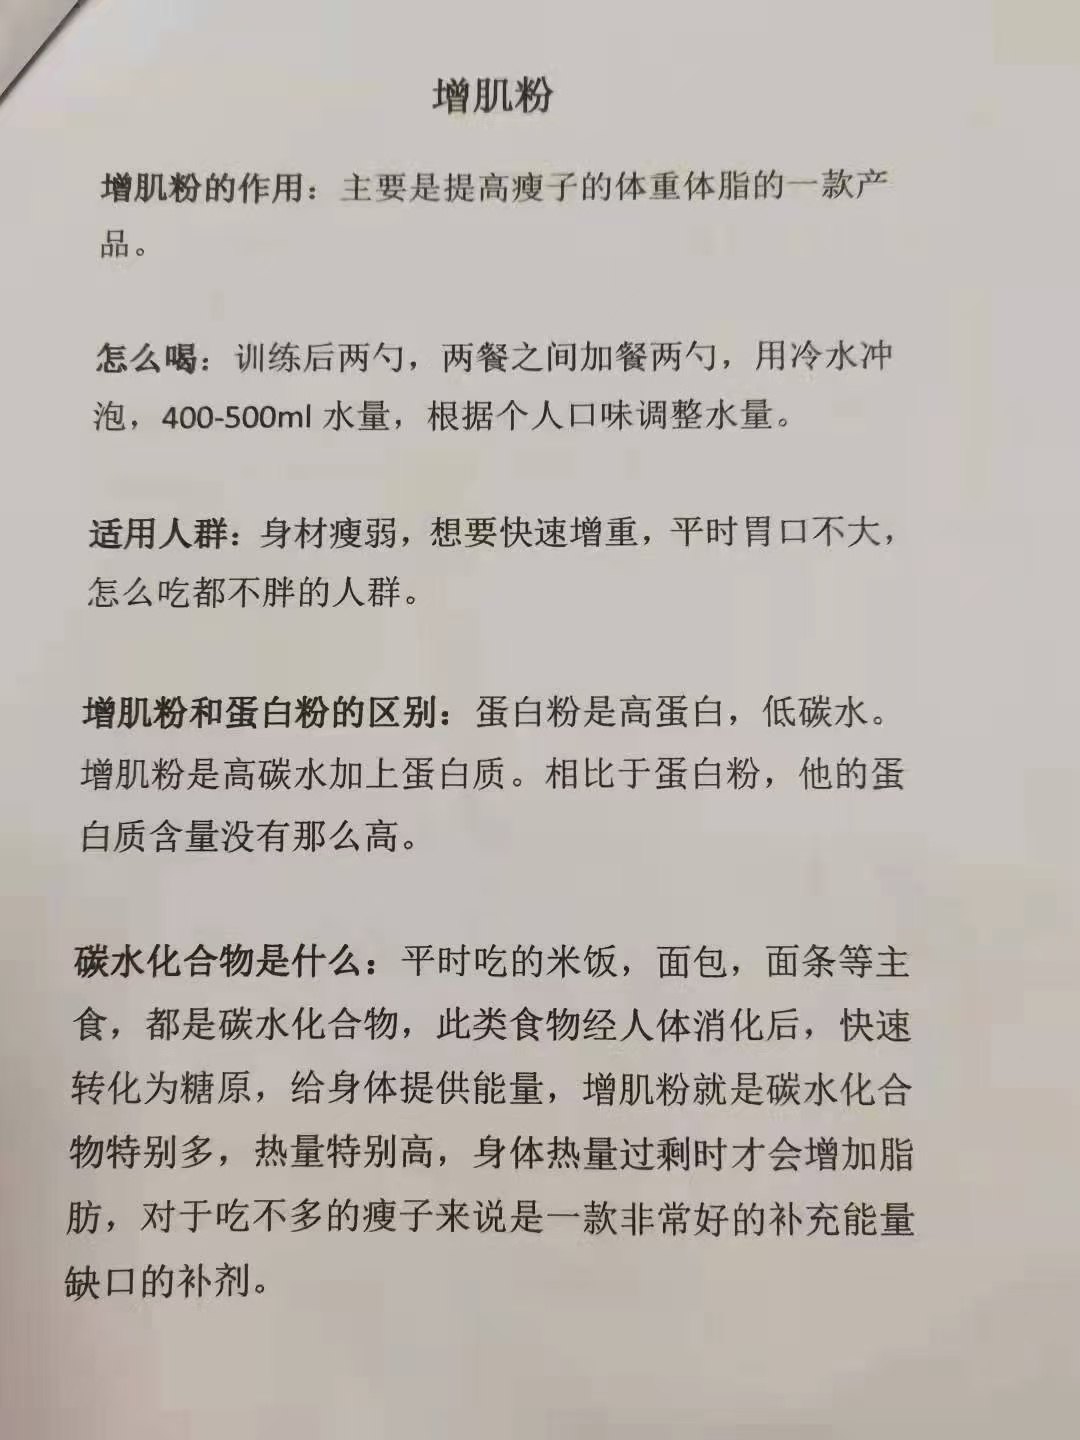 增肌粉
增肌粉的作用：主要是提高瘦子的体重体脂的一款产
品。
怎么喝：训练后两勺，两餐之间加餐两勺，用冷水冲
泡，400-500ml 水量，根据个人口味调整水量。
适用人群：身材瘦弱，想要快速增重，平时胃口不大，
怎么吃都不胖的人群。
增肌粉和蛋白粉的区别：蛋白粉是高蛋白，低碳水。
增肌粉是高碳水加上蛋白质。相比于蛋白粉，他的蛋
白质含量没有那么高。
碳水化合物是什么：平时吃的米饭，面包，面条等主
食，都是碳水化合物，此类食物经人体消化后，快速
转化为糖原，给身体提供能量，增肌粉就是碳水化合
物特别多，热量特别高，身体热量过剩时才会增加脂
肪，对于吃不多的瘦子来说是一款非常好的补充能量
缺口的补剂。